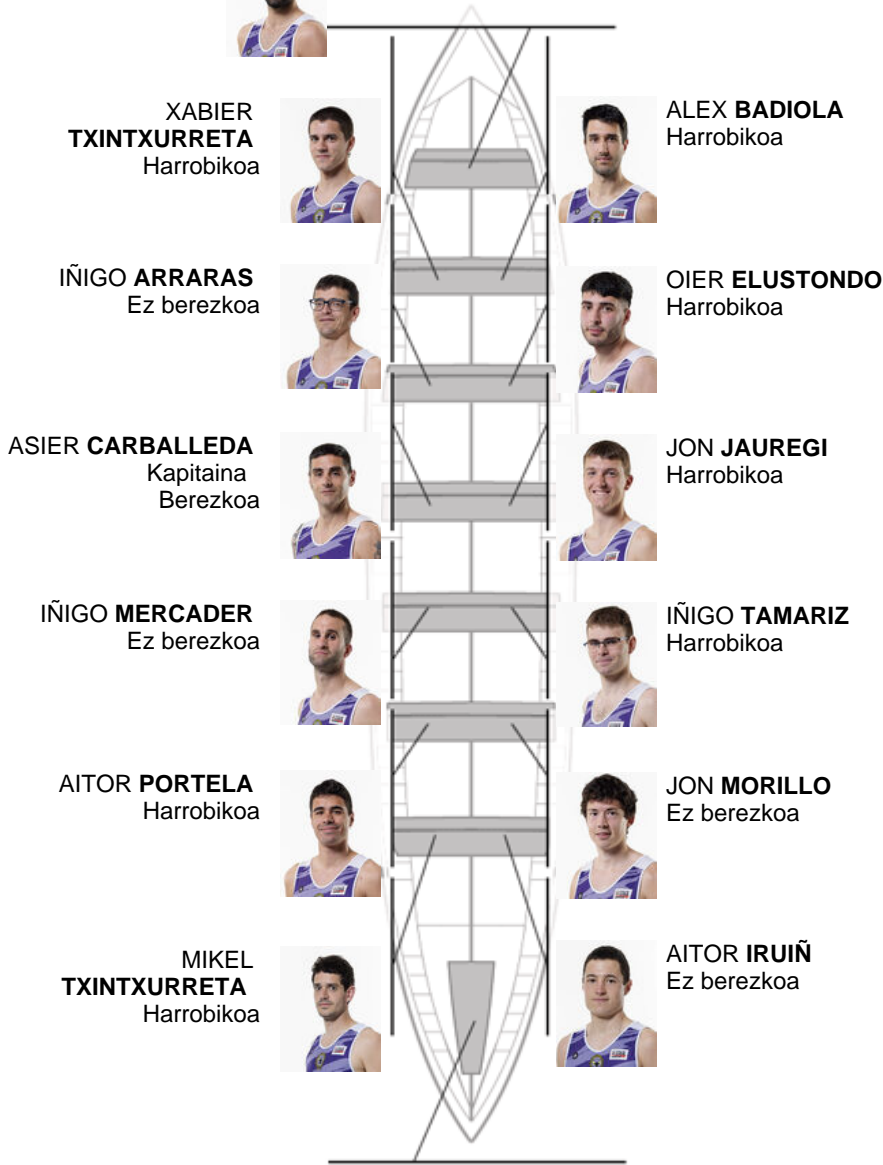 XABIER
TXINTXURRETA
Harrobikoa
ALEX BADIOLA
Harrobikoa
IÑIGO ARRARAS
Ez berezkoa
OIER ELUSTONDO
Harrobikoa
ASIER CARBALLEDA
Kapitaina
Berezkoa
JON JAUREGI
Harrobikoa
IÑIGO MERCADER
Ez berezkoa
IÑIGO TAMARIZ
Harrobikoa
AITOR PORTELA
Harrobikoa
JON MORILLO
Ez berezkoa
MIKEL
TXINTXURRETA
Harrobikoa
AITOR IRUIÑ
Ez berezkoa